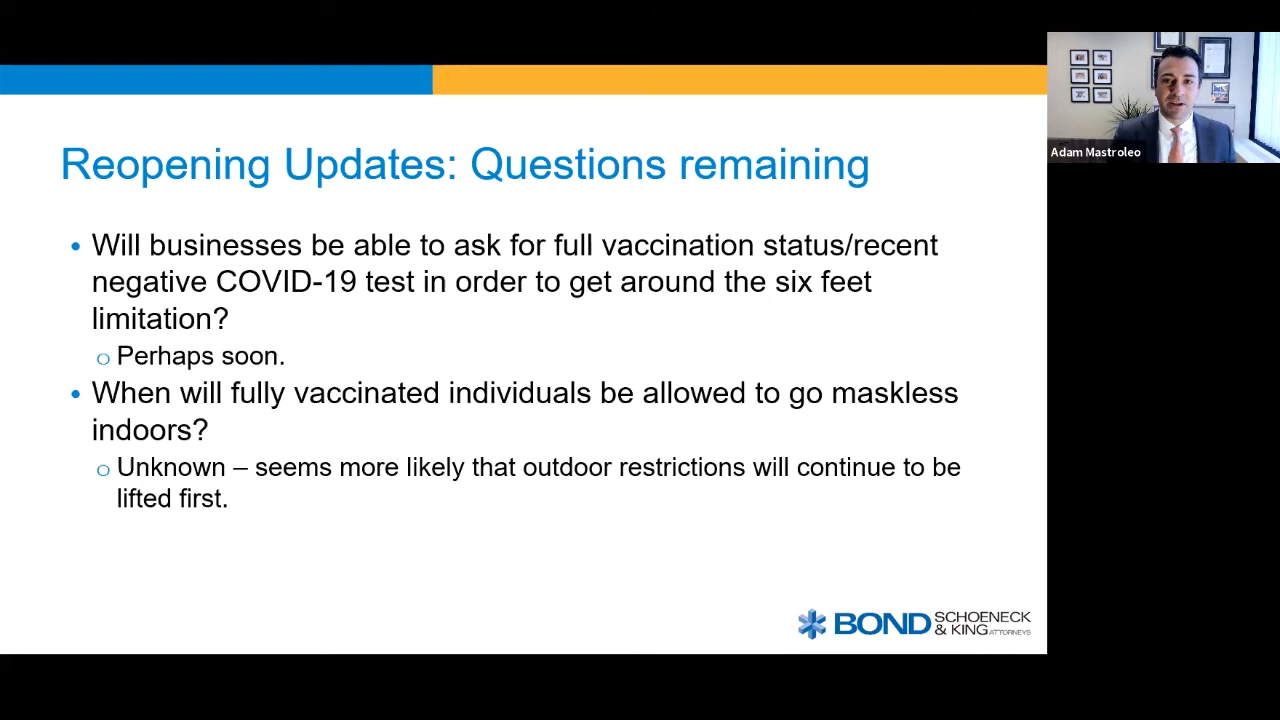 Reopening Updates: Questions remaining
• Will businesses be able to ask for full vaccination status/recent
negative COVID-19 test in order to get around the six feet
limitation?
o Perhaps soon.
• When will fully vaccinated individuals be allowed to go maskless
indoors?
o Unknown – seems more likely that outdoor restrictions will continue to be
lifted first.
BOND SCHOENECK
& KING ATTORNEYS
Adam Mastroleo